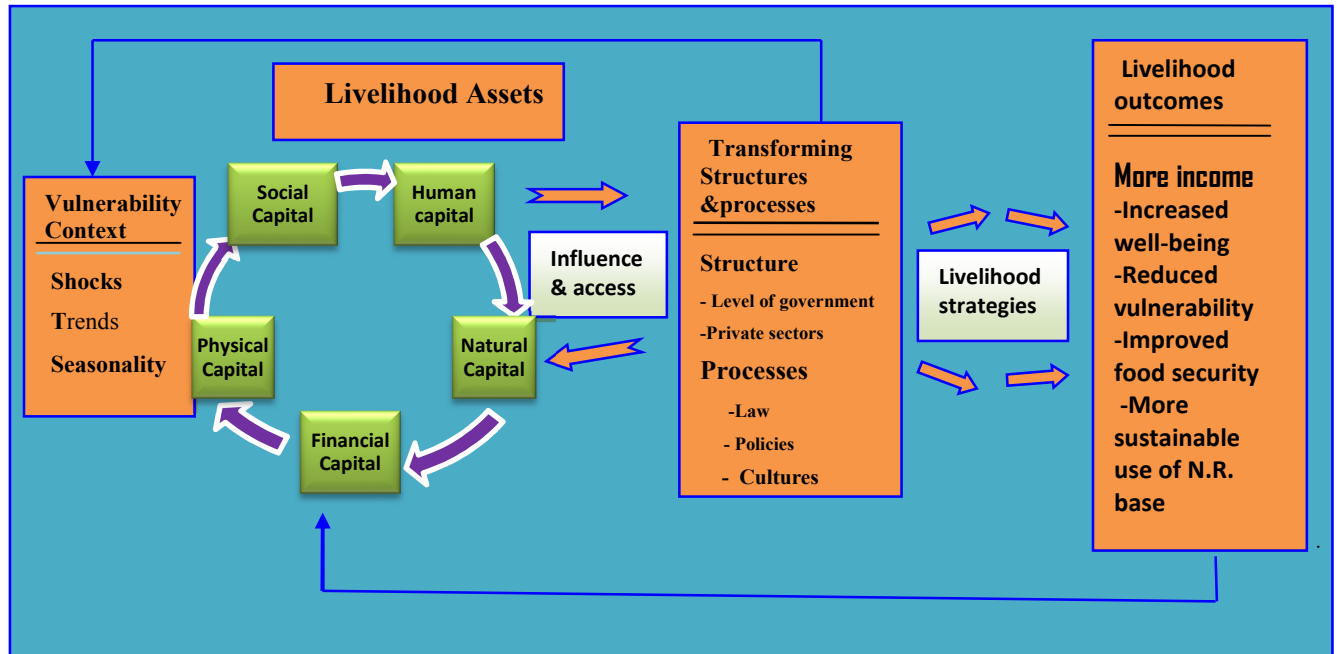 Livelihood Assets
Vulnerability
Context
Shocks
Trends
Seasonality
Social
Capital
Human
capital
Physical
Capital
Natural
Capital
Financial
Capital
Influence
& access
Transforming
Structures
&processes
Structure
- Level of government
-Private sectors
Processes
-Law
- Policies
- Cultures
Livelihood
strategies
Livelihood
outcomes
More income
-Increased
well-being
-Reduced
vulnerability
-Improved
food security
-More
sustainable
use of N.R.
base
.